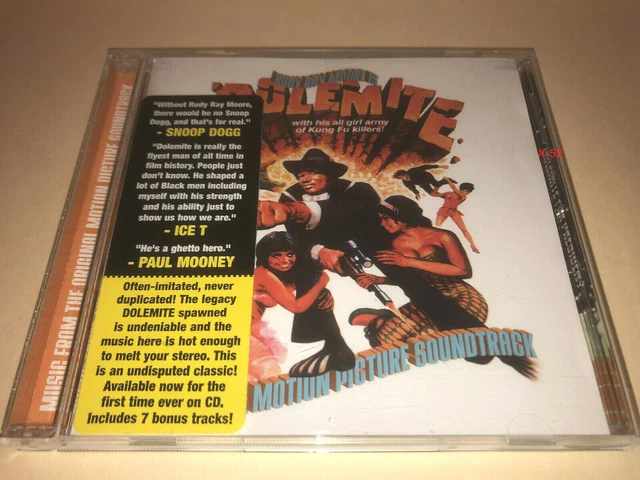 MUSIC FROM THE ORIGINAL MOTION PICTURE SOUNDTRACK
RUDY RAY MOORE IS
'DOLEMITE'
with his all girl army
of Kung Fu killers!
"Without Rudy Ray Moore,
there would be no Snoop
Dogg, and that's for real."
- SNOOP DOGG
"Dolemite is really the
flyest man of all time in
film history. People just
don't know. He shaped a
lot of Black men including
myself with his strength
and his ability just to
show us how we are."
- ICE T
"He's a ghetto hero."
- PAUL MOONEY
Often-imitated, never
duplicated! The legacy
DOLEMITE spawned
is undeniable and the
music here is hot enough
to melt your stereo. This
is an undisputed classic!
Available now for the
first time ever on CD.
Includes 7 bonus tracks!
MOTION PICTURE SOUNDTRACK